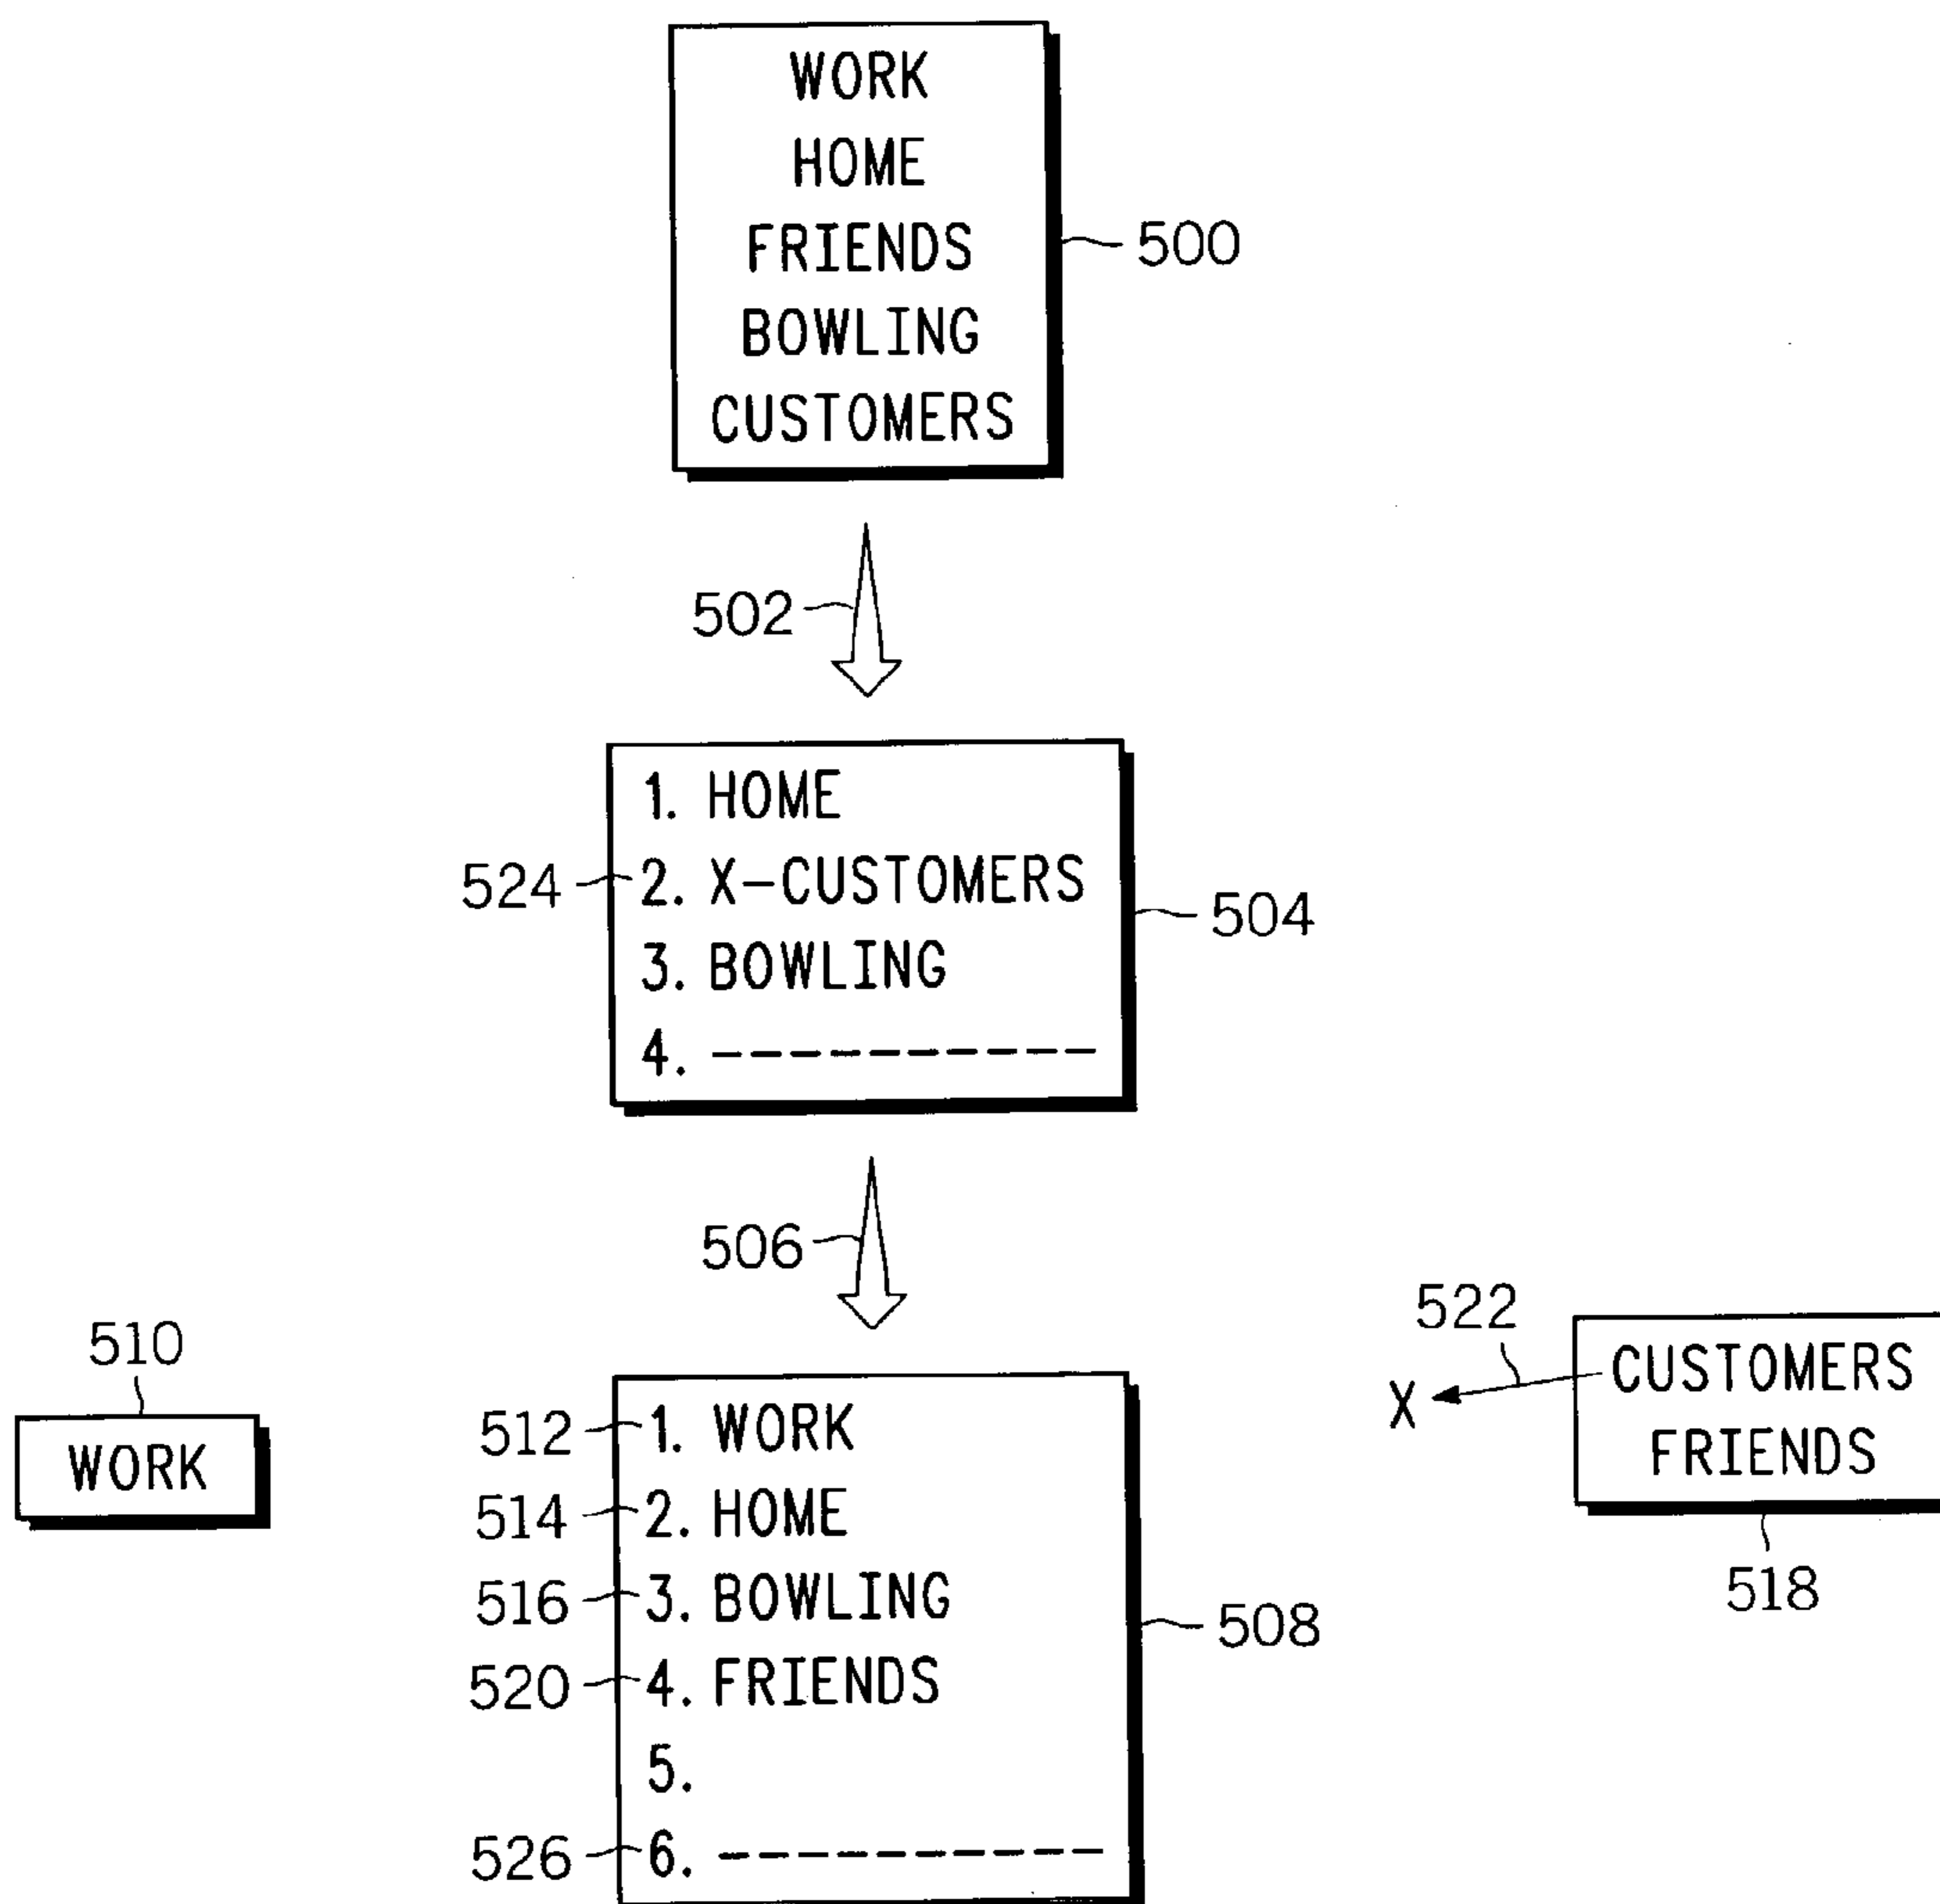 WORK
HOME
FRIENDS
500
BOWLING
CUSTOMERS
502
1. HOME
524 2. X-CUSTOMERS
504
3. BOWLING
4. ----------
506
510
WORK
512 1. WORK
514 2. HOME
516 3. BOWLING
508
520 4. FRIENDS
5.
526 6. ----------
522
X
CUSTOMERS
FRIENDS
518